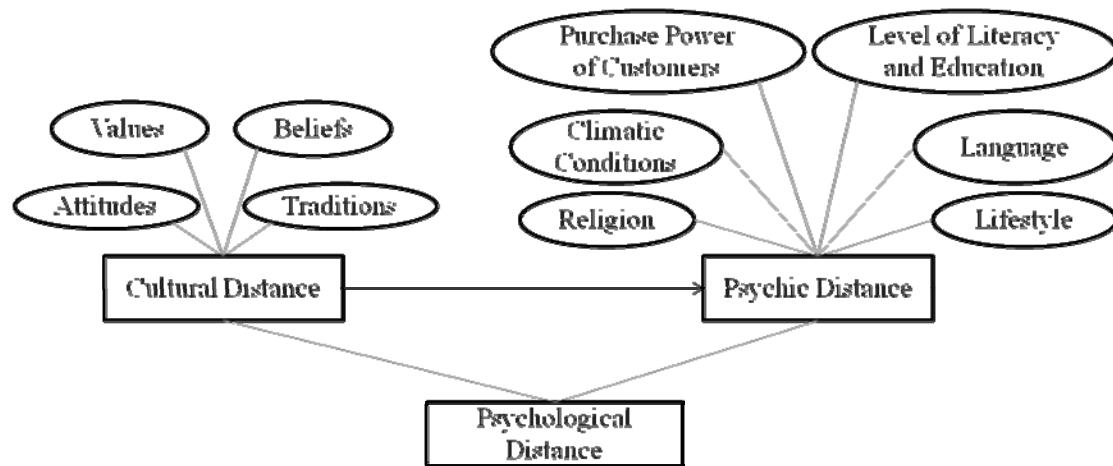 Purchase Power
of Customers
Level of Literacy
and Education
Values
Beliefs
Climatic
Conditions
Language
Attitudes
Traditions
Religion
Lifestyle
Cultural Distance
Psychic Distance
Psychological
Distance